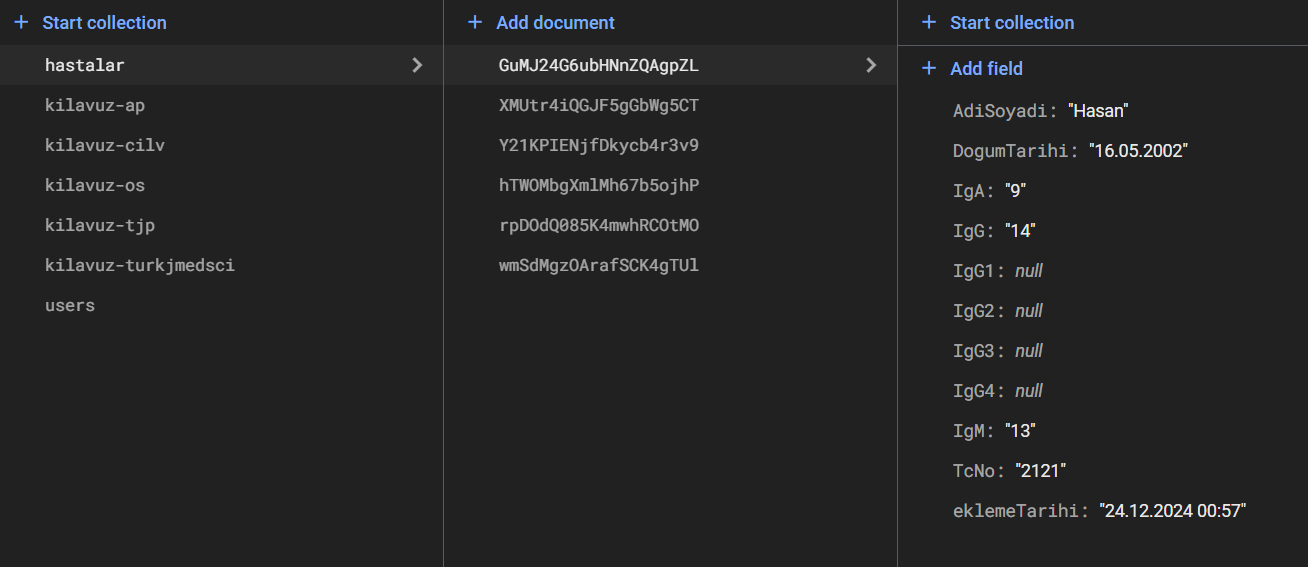 + Start collection
hastalar
kilavuz-ap
kilavuz-cilv
kilavuz-os
kilavuz-tjp
kilavuz-turkjmedsci
users
+ Add document
GuMJ24G6ubHNnZQAgpZL
XMUtr4iQGJF5gGbWg5CT
Y21KPIENjfDkycb4r3v9
hTWOMbgXmlMh67b5ojhP
rpDOdQ085K4mwhRCOtMO
wmSdMgzOArafSCK4gTUl
+ Start collection
+ Add field
AdiSoyadi: "Hasan"
DogumTarihi: "16.05.2002"
IgA: "9"
IgG: "14"
IgG1: null
IgG2: null
IgG3: null
IgG4: null
IgM: "13"
TcNo: "2121"
eklemeTarihi: "24.12.2024 00:57"